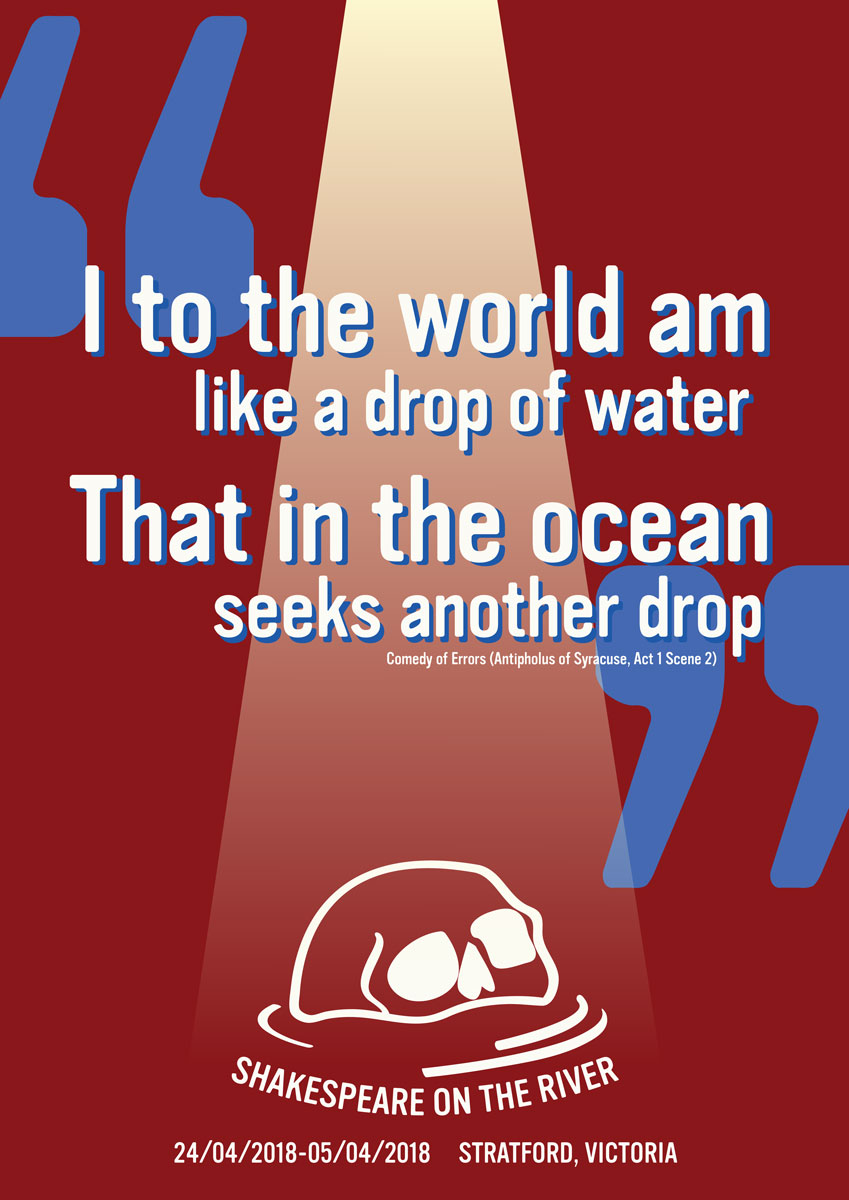 I to the world am
like a drop of water
That in the ocean
seeks another drop
Comedy of Errors (Antipholus of Syracuse, Act 1 Scene 2)
SHAKESPEARE ON THE RIVER
24/04/2018-05/04/2018 STRATFORD, VICTORIA